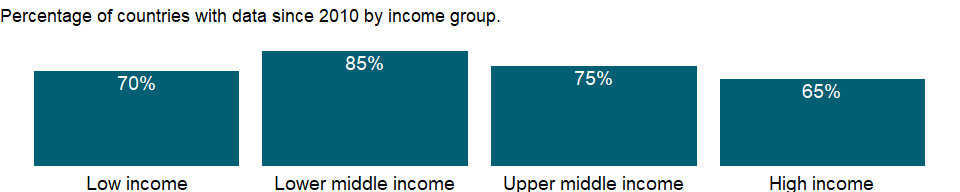 Percentage of countries with data since 2010 by income group.
70%
85%
75%
65%
Low income
Lower middle income
Upper middle income
High income